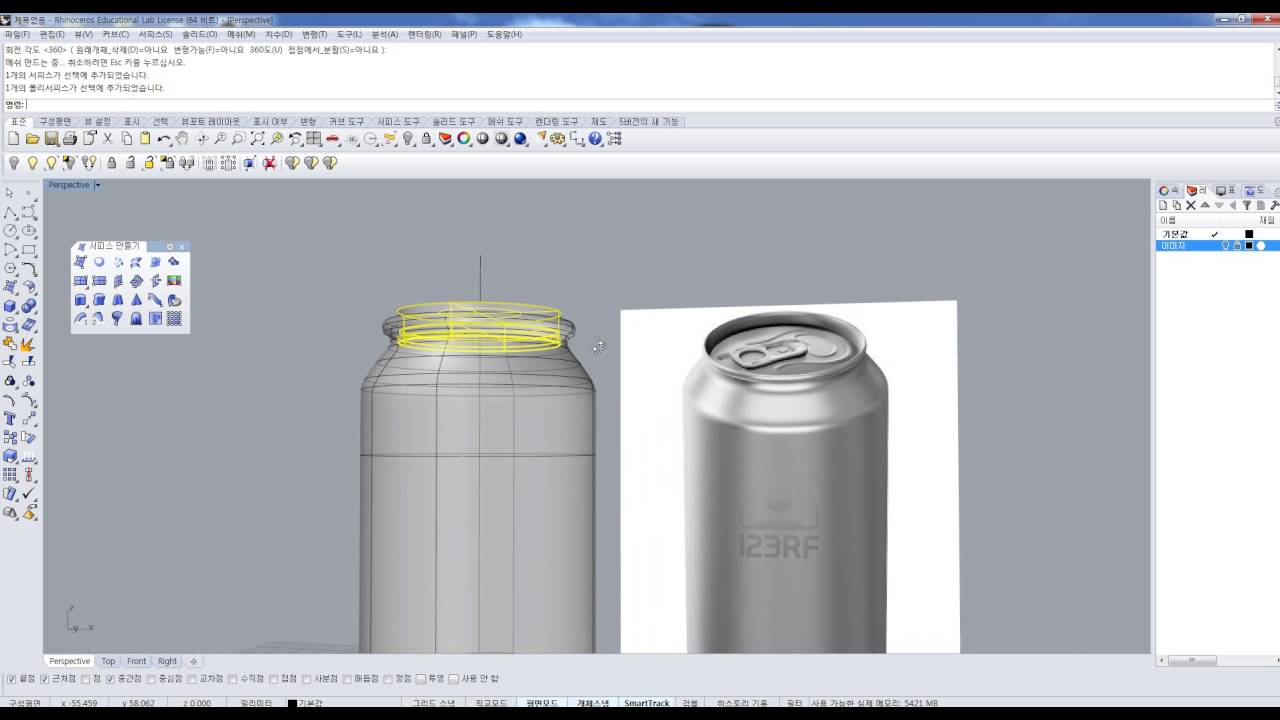 제목없음 - Rhinoceros Educational Lab License (64 비트) - [Perspective]
파일(F) 편집(E) 뷰(V) 커브(C) 서피스(S) 솔리드(O) 메쉬(M) 치수(D) 변형(T) 도구(L) 분석(A) 렌더링(R) 패널(P) 도움말(H)
회전 각도 <360> ( 원래개체_삭제(D)=아니요 변형가능(F)=아니요 360도(U) 접점에서_분할(S)=아니요 ):
메쉬 만드는 중... 취소하려면 Esc 키를 누르십시오.
1개의 서피스가 선택에 추가되었습니다.
1개의 폴리서피스가 선택에 추가되었습니다.
명령:
표준 구성평면 뷰 설정 표시 선택 뷰포트 레이아웃 표시 여부 변형 커브 도구 서피스 도구 솔리드 도구 메쉬 도구 렌더링 도구 제도 5버전의 새 기능
Perspective
속 레 표 도
이름 재질
기본값
이미지
서피스 만들기
123RF
z
y x
Perspective Top Front Right
끝점 근처점 점 중간점 중심점 교차점 수직점 접점 사분점 매듭점 정점 투영 사용 안 함
구성평면 x -55.459 y 58.062 z 0.000 밀리미터 기본값 그리드 스냅 직교모드 평면모드 개체스냅 SmartTrack 검볼 히스토리 기록 필터 사용 가능한 실제 메모리: 5421 MB